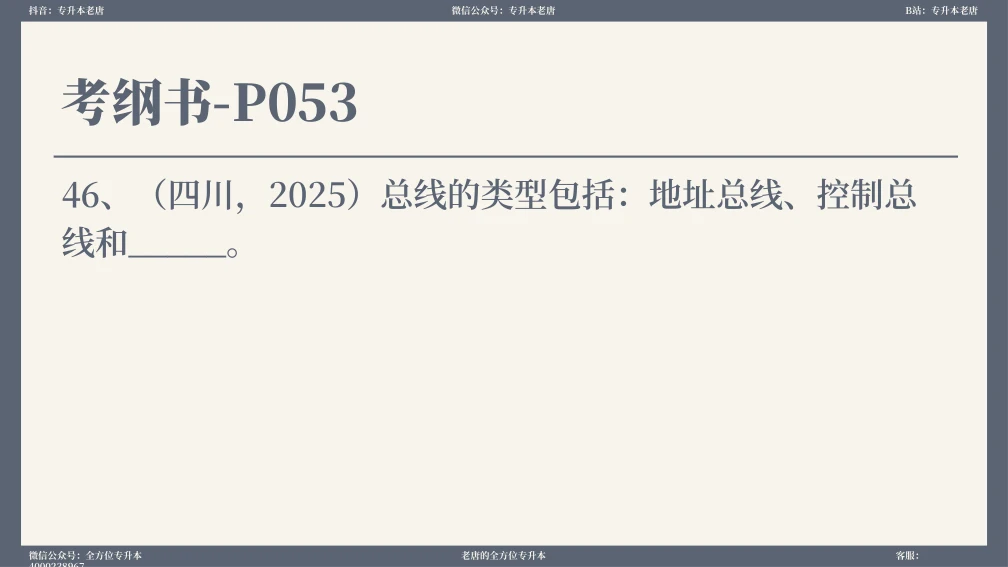 抖音：专升本老唐
微信公众号：专升本老唐
B站：专升本老唐
考纲书-P053
46、（四川，2025）总线的类型包括：地址总线、控制总
线和______。
微信公众号：全方位专升本
老唐的全方位专升本
客服：
4000238967